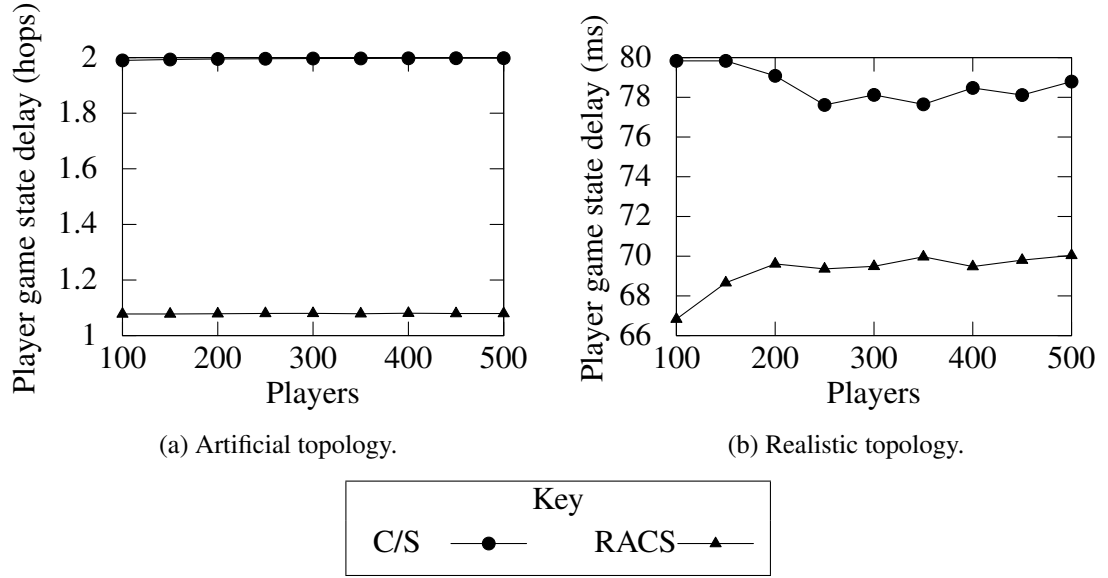 Player game state delay (hops)
2
1.8
1.6
1.4
1.2
1
100 200 300 400 500
Players
(a) Artificial topology.
Player game state delay (ms)
80
78
76
74
72
70
68
66
100 200 300 400 500
Players
(b) Realistic topology.
Key
C/S RACS